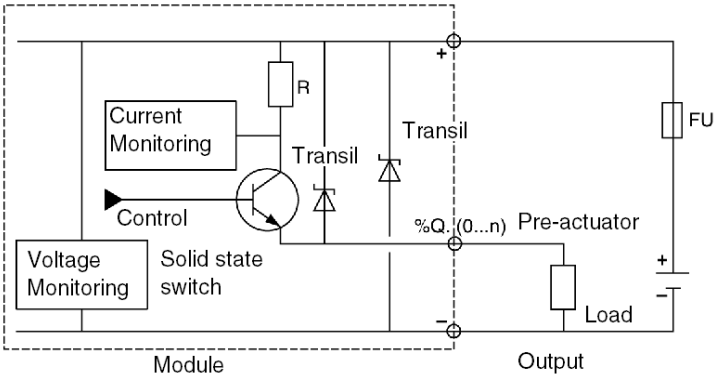 +
R
FU
Current
Monitoring
Transil
Transil
Control
%Q. (0...n)
Pre-actuator
Voltage
Monitoring
Solid state
switch
+
−
−
Load
Module
Output